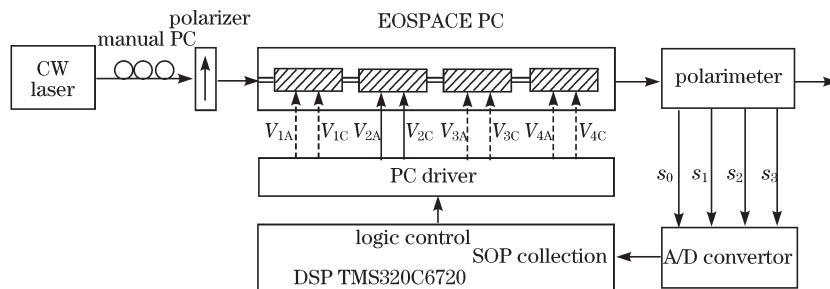 EOSPACE PC
polarizer
manual PC
CW
laser
polarimeter
V1A
V1C
V2A
V2C
V3A
V3C
V4A
V4C
PC driver
s0
s1
s2
s3
logic control
SOP collection
DSP TMS320C6720
A/D convertor